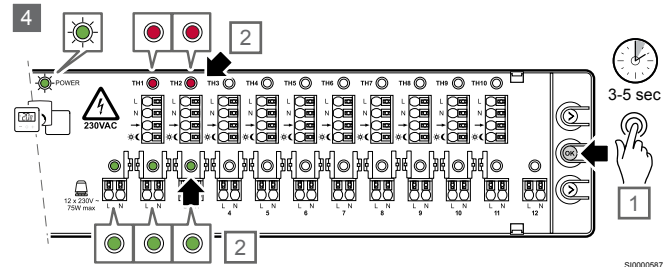 4
2
POWER
TH1 TH2 TH3 TH4 TH5 TH6 TH7 TH8 TH9 TH10
L L L L L L L L L L
N N N N N N N N N N
230VAC
3-5 sec
OK
1
12 x 230V ~
75W max
L N L N L N L N L N L N L N L N L N L N L N
4 5 6 7 8 9 10 11 12
2
SI0000587